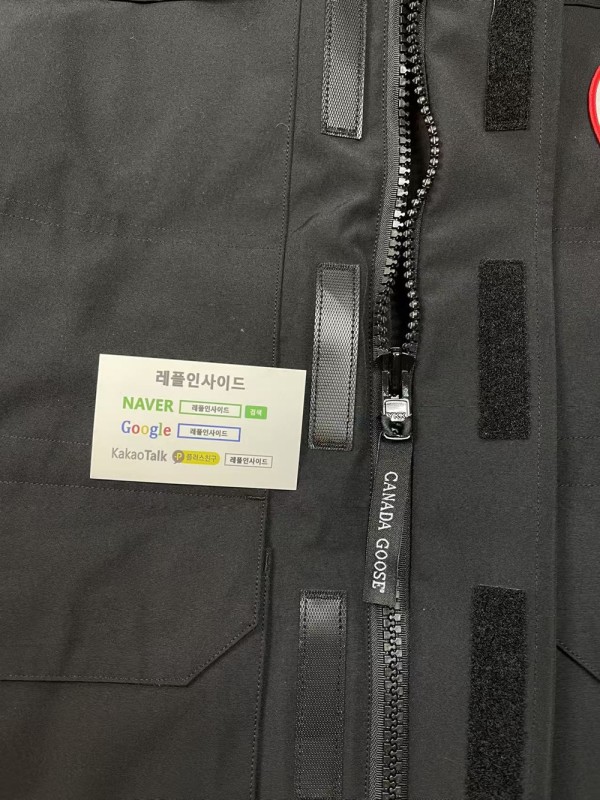 레플인사이드
NAVER 레플인사이드 검색
Google 레플인사이드
KakaoTalk P 플러스친구 레플인사이드
CANADA GOOSE®
YKK